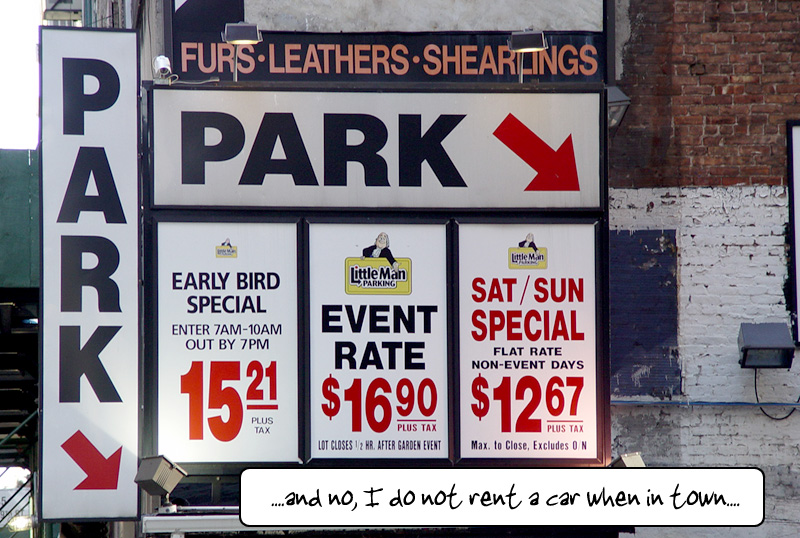 FURS·LEATHERS·SHEARLINGS
PARK
PARK
EARLY BIRD
SPECIAL
ENTER 7AM-10AM
OUT BY 7PM
15 21
PLUS
TAX
Little Man
PARKING
EVENT
RATE
$16 90
PLUS TAX
LOT CLOSES 1/2 HR. AFTER GARDEN EVENT
Little Man
SAT/SUN
SPECIAL
FLAT RATE
NON-EVENT DAYS
$12 67
PLUS TAX
Max. to Close, Excludes O/N
....and no, I do not rent a car when in town....